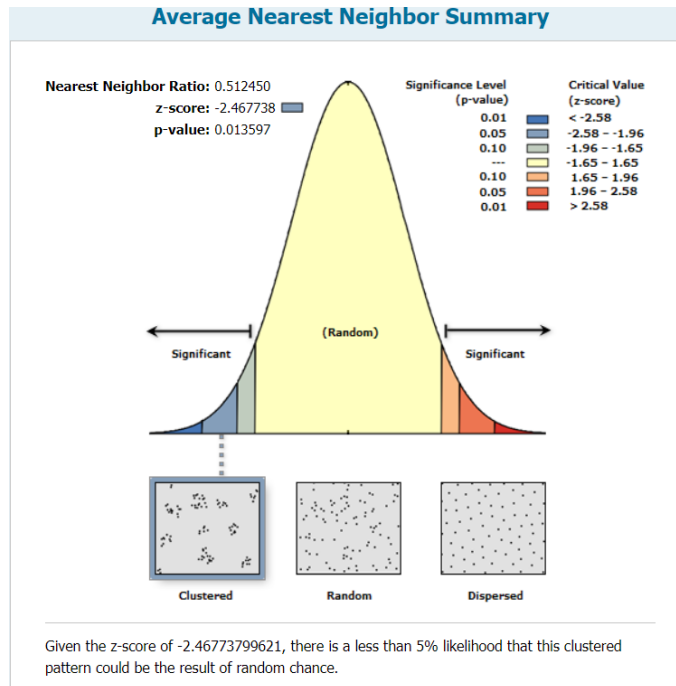 Average Nearest Neighbor Summary
Nearest Neighbor Ratio: 0.512450
z-score: -2.467738
p-value: 0.013597
Significance Level
(p-value)
Critical Value
(z-score)
0.01 < -2.58
0.05 -2.58 - -1.96
0.10 -1.96 - -1.65
--- -1.65 - 1.65
0.10 1.65 - 1.96
0.05 1.96 - 2.58
0.01 > 2.58
(Random)
Significant
Significant
Clustered
Random
Dispersed
Given the z-score of -2.46773799621, there is a less than 5% likelihood that this clustered
pattern could be the result of random chance.